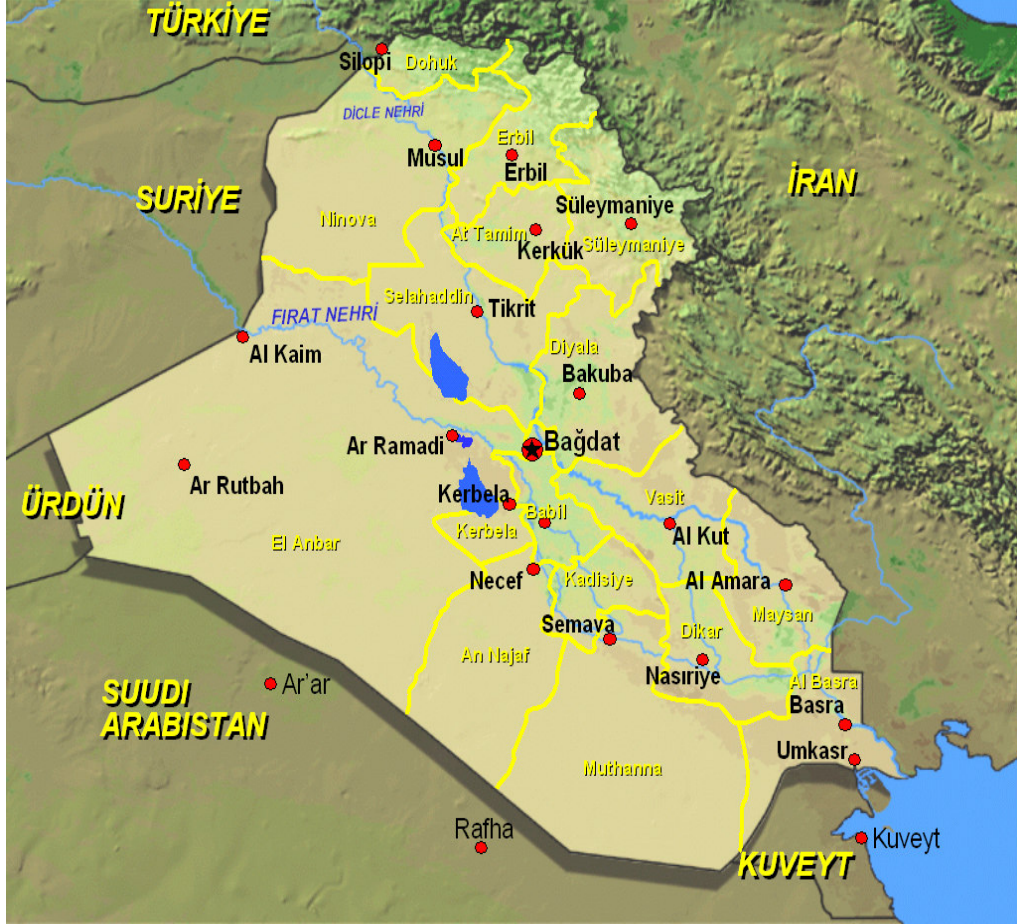 TÜRKİYE
Silopi
Dohuk
DİCLE NEHRİ
Musul
Erbil
Erbil
İRAN
SURİYE
Ninova
Süleymaniye
At Tamim
Kerkük
Süleymaniye
Selahaddin
Tikrit
FIRAT NEHRİ
Al Kaim
Diyala
Bakuba
Ar Ramadi
Bağdat
Ar Rutbah
ÜRDÜN
Kerbela
Vasit
Babil
El Anbar
Kerbela
Al Kut
Necef
Kadisiye
Al Amara
Maysan
Semava
Dikar
An Najaf
Nasıriye
Al Basra
SUUDI
ARABISTAN
Ar'ar
Basra
Umkasr
Muthanna
Rafha
Kuveyt
KUVEYT